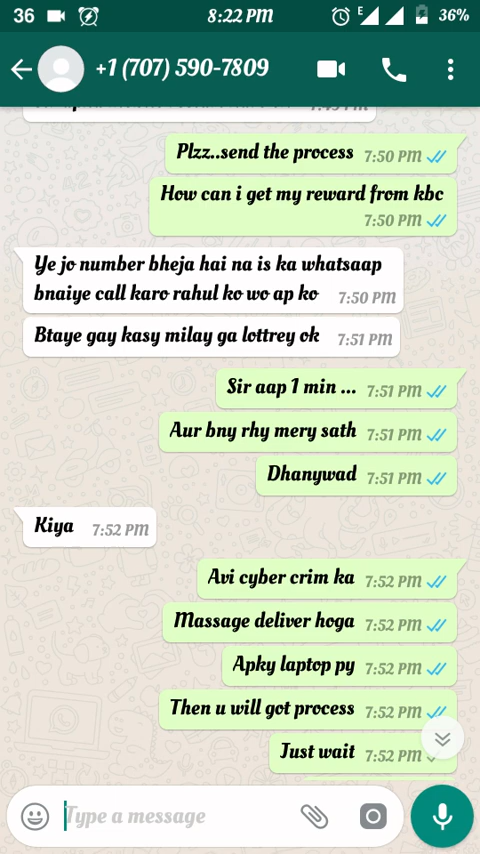 36 8:22 PM E 36%
+1 (707) 590-7809
Plzz..send the process 7:50 PM
How can i get my reward from kbc
7:50 PM
Ye jo number bheja hai na is ka whatsaap
bnaiye call karo rahul ko wo ap ko 7:50 PM
Btaye gay kasy milay ga lottrey ok 7:51 PM
Sir aap 1 min ... 7:51 PM
Aur bny rhy mery sath 7:51 PM
Dhanywad 7:51 PM
Kiya 7:52 PM
Avi cyber crim ka 7:52 PM
Massage deliver hoga 7:52 PM
Apky laptop py 7:52 PM
Then u will got process 7:52 PM
Just wait 7:52 PM
Type a message